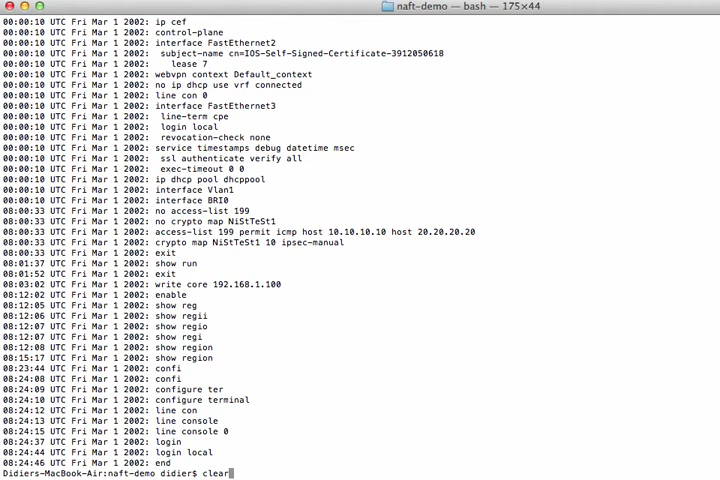 naft-demo — bash — 175×44
00:00:10 UTC Fri Mar 1 2002: ip cef
00:00:10 UTC Fri Mar 1 2002: control-plane
00:00:10 UTC Fri Mar 1 2002: interface FastEthernet2
00:00:10 UTC Fri Mar 1 2002:  subject-name cn=IOS-Self-Signed-Certificate-3912050618
00:00:10 UTC Fri Mar 1 2002:    lease 7
00:00:10 UTC Fri Mar 1 2002: webvpn context Default_context
00:00:10 UTC Fri Mar 1 2002: no ip dhcp use vrf connected
00:00:10 UTC Fri Mar 1 2002: line con 0
00:00:10 UTC Fri Mar 1 2002: interface FastEthernet3
00:00:10 UTC Fri Mar 1 2002:  line-term cpe
00:00:10 UTC Fri Mar 1 2002:  login local
00:00:10 UTC Fri Mar 1 2002:  revocation-check none
00:00:10 UTC Fri Mar 1 2002: service timestamps debug datetime msec
00:00:10 UTC Fri Mar 1 2002:  ssl authenticate verify all
00:00:10 UTC Fri Mar 1 2002:  exec-timeout 0 0
00:00:10 UTC Fri Mar 1 2002: ip dhcp pool dhcppool
00:00:10 UTC Fri Mar 1 2002: interface Vlan1
00:00:10 UTC Fri Mar 1 2002: interface BRI0
08:00:33 UTC Fri Mar 1 2002: no access-list 199
08:00:33 UTC Fri Mar 1 2002: no crypto map NiStTeSt1
08:00:33 UTC Fri Mar 1 2002: access-list 199 permit icmp host 10.10.10.10 host 20.20.20.20
08:00:33 UTC Fri Mar 1 2002: crypto map NiStTeSt1 10 ipsec-manual
08:00:33 UTC Fri Mar 1 2002: exit
08:01:37 UTC Fri Mar 1 2002: show run
08:01:52 UTC Fri Mar 1 2002: exit
08:03:02 UTC Fri Mar 1 2002: write core 192.168.1.100
08:12:02 UTC Fri Mar 1 2002: enable
08:12:05 UTC Fri Mar 1 2002: show reg
08:12:06 UTC Fri Mar 1 2002: show regii
08:12:07 UTC Fri Mar 1 2002: show regio
08:12:07 UTC Fri Mar 1 2002: show regi
08:12:08 UTC Fri Mar 1 2002: show region
08:15:17 UTC Fri Mar 1 2002: show region
08:23:44 UTC Fri Mar 1 2002: confi
08:24:08 UTC Fri Mar 1 2002: confi
08:24:09 UTC Fri Mar 1 2002: configure ter
08:24:10 UTC Fri Mar 1 2002: configure terminal
08:24:12 UTC Fri Mar 1 2002: line con
08:24:13 UTC Fri Mar 1 2002: line console
08:24:15 UTC Fri Mar 1 2002: line console 0
08:24:37 UTC Fri Mar 1 2002: login
08:24:44 UTC Fri Mar 1 2002: login local
08:24:46 UTC Fri Mar 1 2002: end
Didiers-MacBook-Air:naft-demo didier$ clear